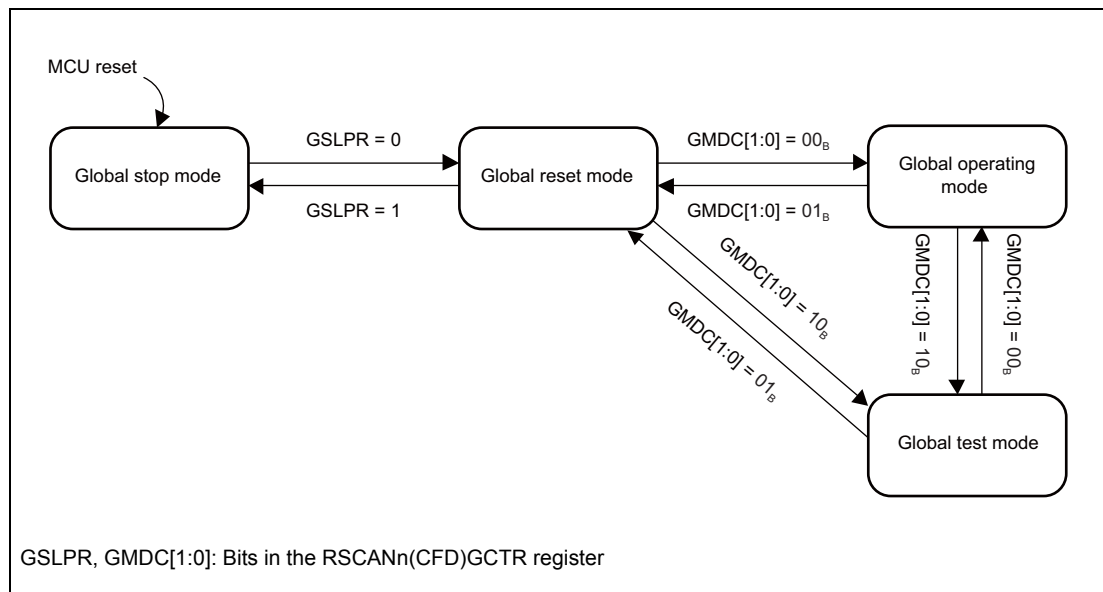 MCU reset
Global stop mode
GSLPR = 0
GSLPR = 1
Global reset mode
GMDC[1:0] = 00B
GMDC[1:0] = 01B
Global operating
mode
GMDC[1:0] = 10B
GMDC[1:0] = 01B
GMDC[1:0] = 10B
GMDC[1:0] = 00B
Global test mode
GSLPR, GMDC[1:0]: Bits in the RSCANn(CFD)GCTR register